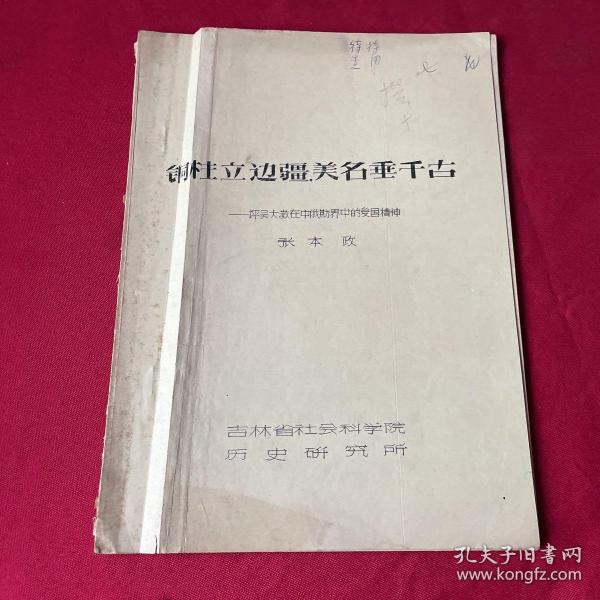 铜柱立边疆,美名垂千古
——评吴大澂在中俄勘界中的爱国精神
张本政
吉林省社会科学院
历史研究所
孔夫子旧书网
www.kongfz.com